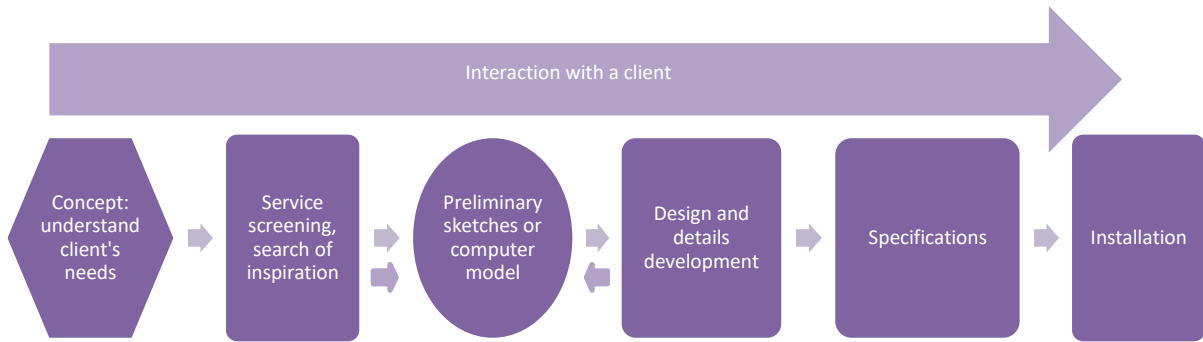 Interaction with a client
Concept:
understand
client's
needs
Service
screening,
search of
inspiration
Preliminary
sketches or
computer
model
Design and
details
development
Specifications
Installation